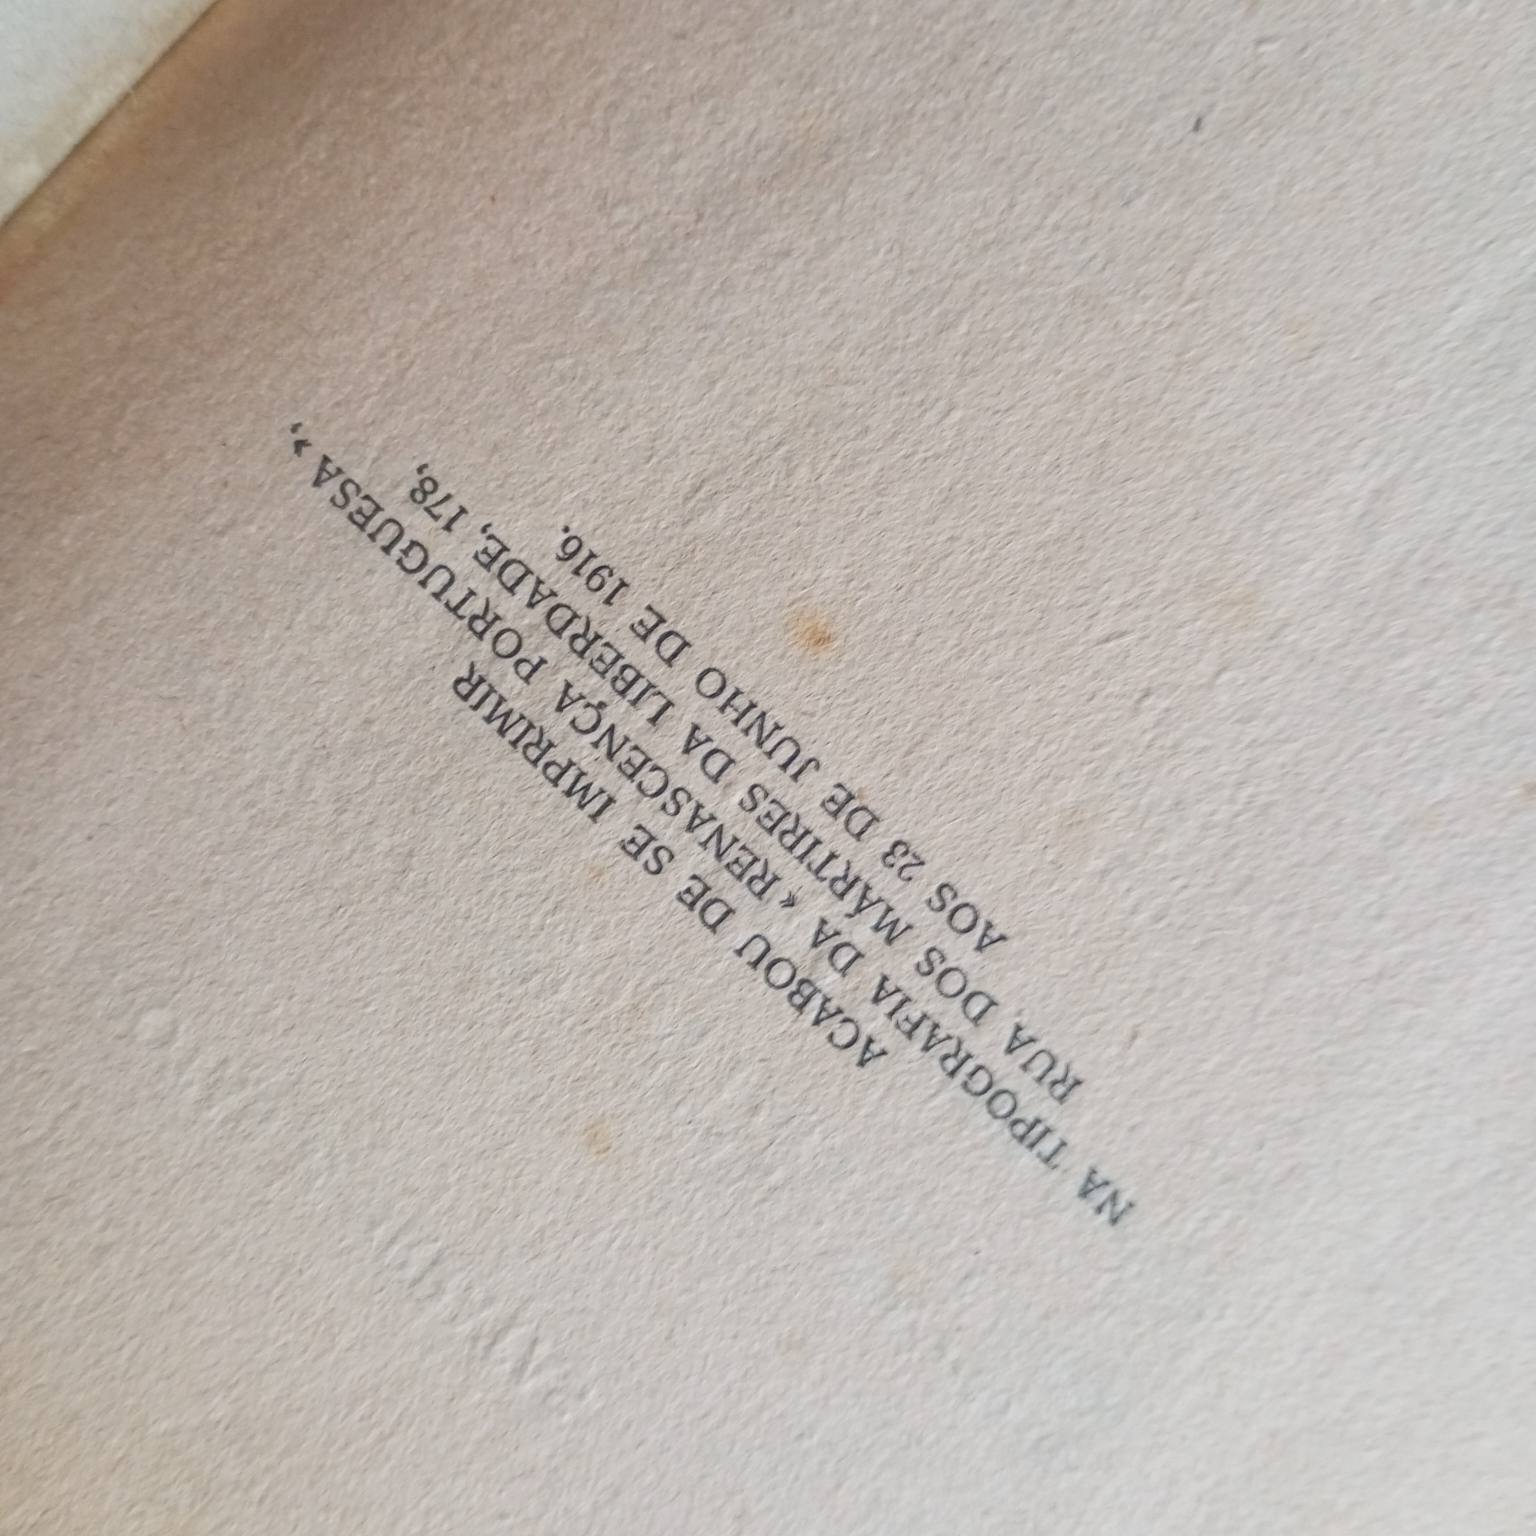 ACABOU DE SE IMPRIMIR
NA TIPOGRAFIA DA « RENASCENÇA PORTUGUESA »,
RUA DOS MÁRTIRES DA LIBERDADE, 178,
AOS 23 DE JUNHO DE 1916.